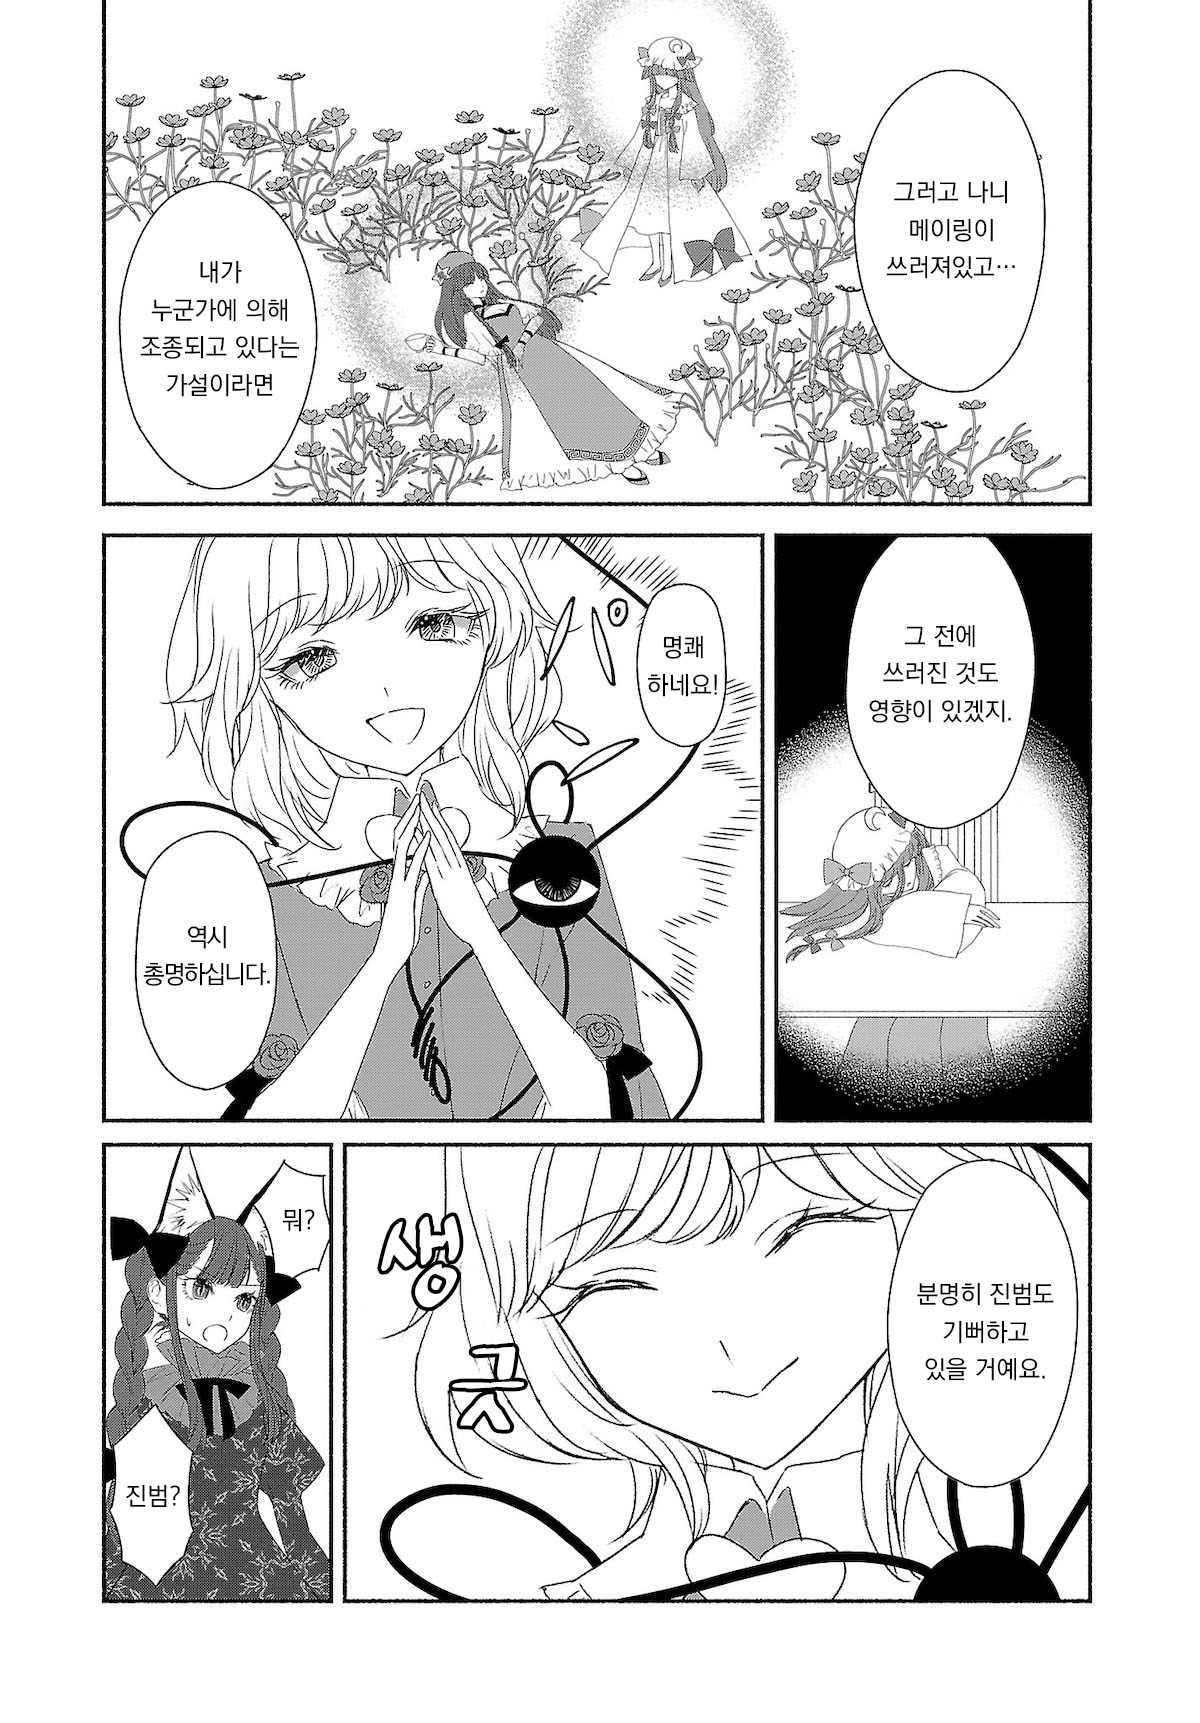 그러고 나니
메이링이
쓰러져있고…
내가
누군가에 의해
조종되고 있다는
가설이라면
그 전에
쓰러진 것도
영향이 있겠지.
명쾌
하네요!
역시
총명하십니다.
분명히 진범도
기뻐하고
있을 거예요.
생
긋
뭐?
진범?